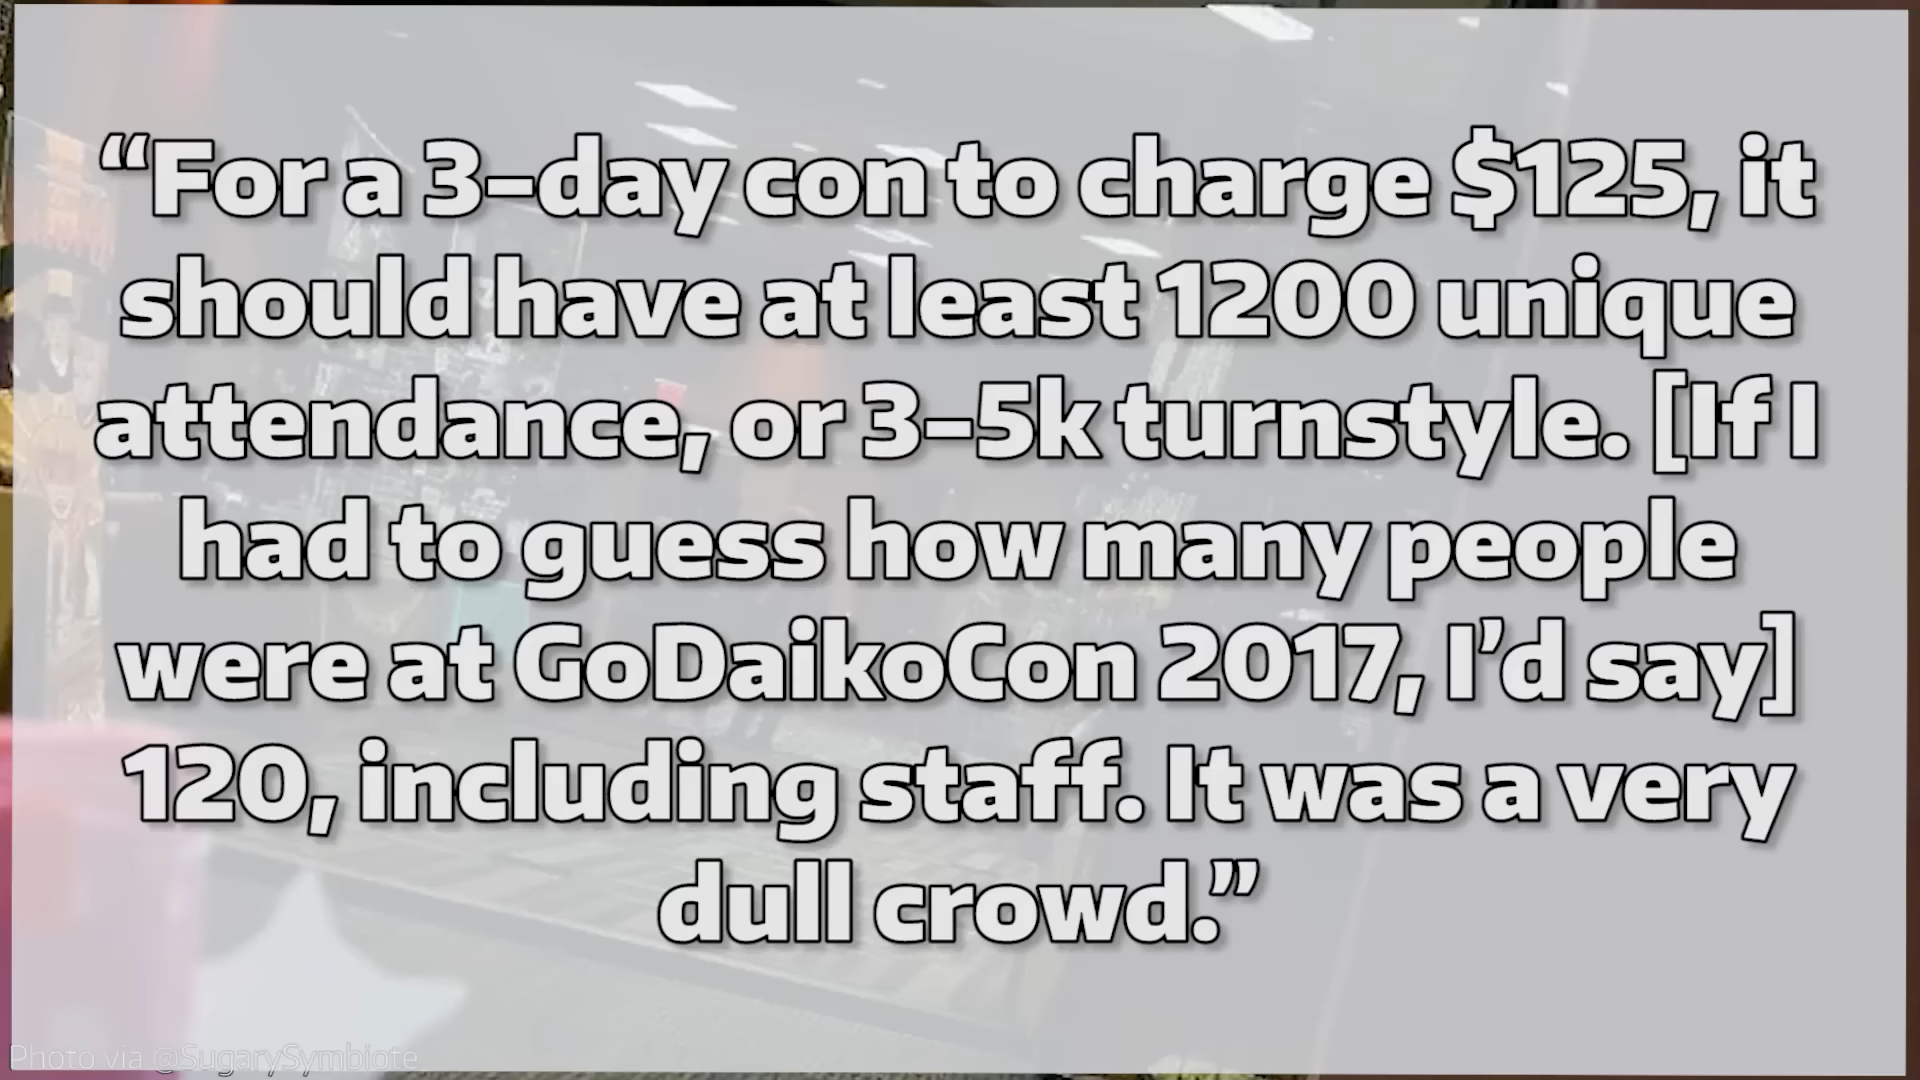 “For a 3-day con to charge $125, it
should have at least 1200 unique
attendance, or 3-5k turnstyle. [If I
had to guess how many people
were at GoDaikoCon 2017, I’d say]
120, including staff. It was a very
dull crowd.”
Photo via @SugarySymbiote